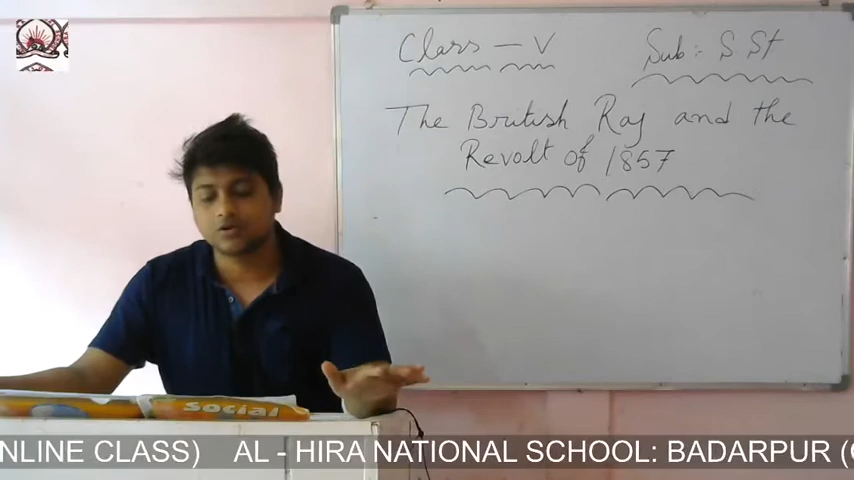 Class - V Sub :- S St
The British Raj and the
Revolt of 1857
Social
NLINE CLASS) AL - HIRA NATIONAL SCHOOL: BADARPUR (